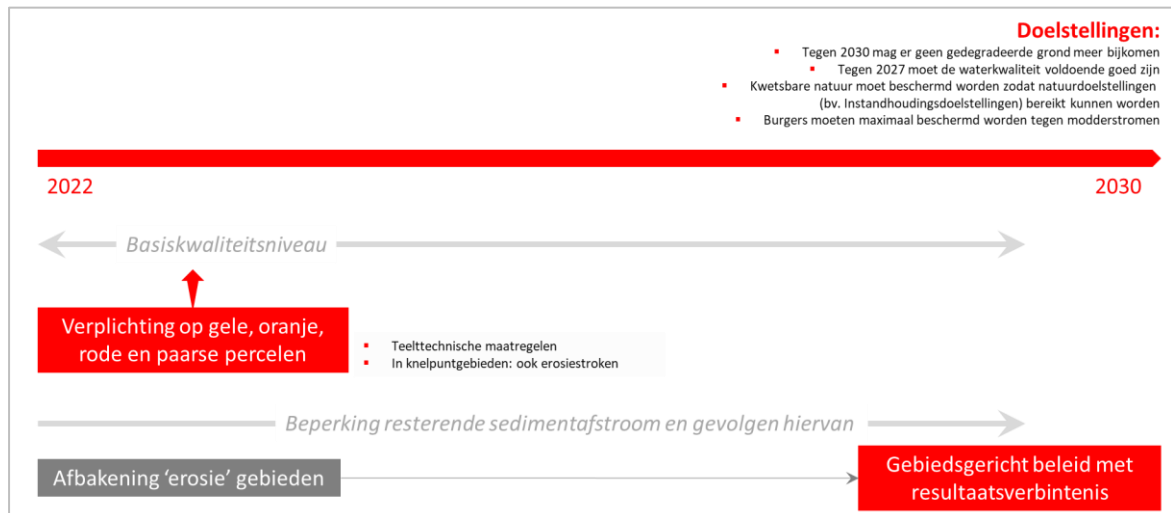 Doelstellingen:
▪ Tegen 2030 mag er geen gedegradeerde grond meer bijkomen
▪ Tegen 2027 moet de waterkwaliteit voldoende goed zijn
▪ Kwetsbare natuur moet beschermd worden zodat natuurdoelstellingen
(bv. Instandhoudingsdoelstellingen) bereikt kunnen worden
▪ Burgers moeten maximaal beschermd worden tegen modderstromen
2022
2030
Basiskwaliteitsniveau
Verplichting op gele, oranje,
rode en paarse percelen
▪ Teelttechnische maatregelen
▪ In knelpuntgebieden: ook erosiestroken
Beperking resterende sedimentafstroom en gevolgen hiervan
Afbakening ‘erosie’ gebieden
Gebiedsgericht beleid met
resultaatsverbintenis